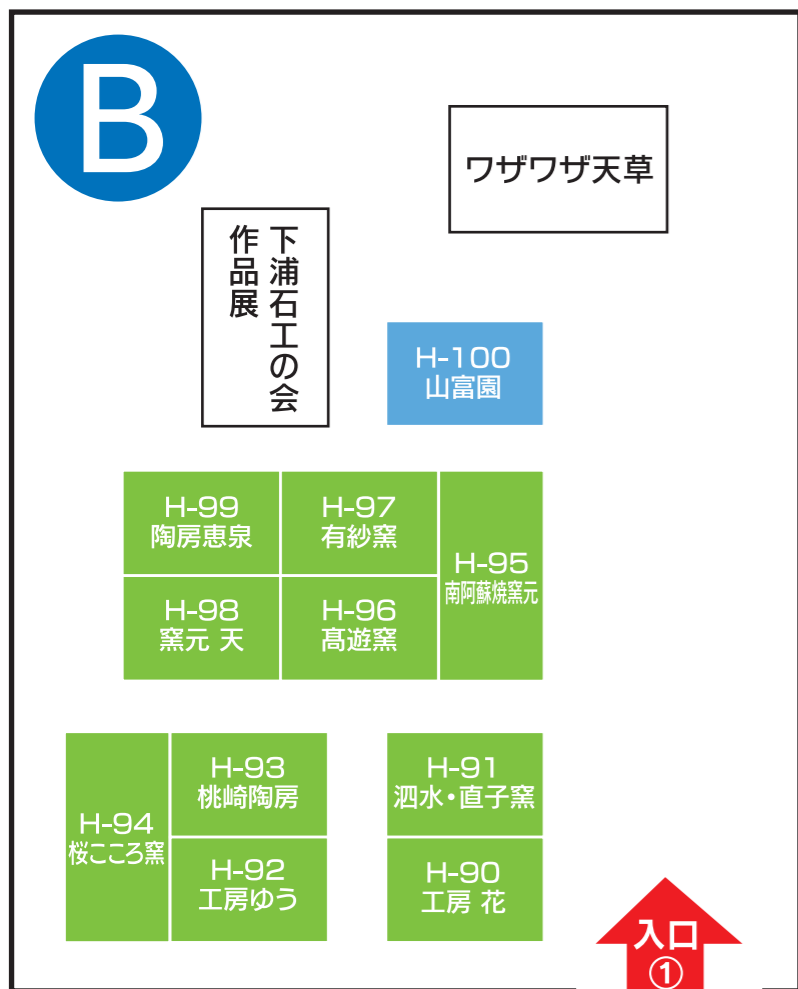 B
ワザワザ天草
下浦石工の会
作品展
H-100
山富園
H-99
陶房恵泉
H-97
有紗窯
H-95
南阿蘇焼窯元
H-98
窯元 天
H-96
髙遊窯
H-94
桜こころ窯
H-93
桃崎陶房
H-91
泗水・直子窯
H-92
工房ゆう
H-90
工房 花
入口
①